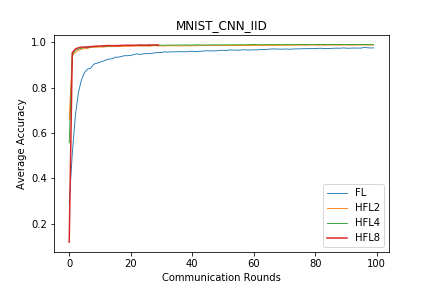 MNIST_CNN_IID
1.0
0.8
0.6
0.4
0.2
Average Accuracy
0 20 40 60 80 100
Communication Rounds
FL
HFL2
HFL4
HFL8